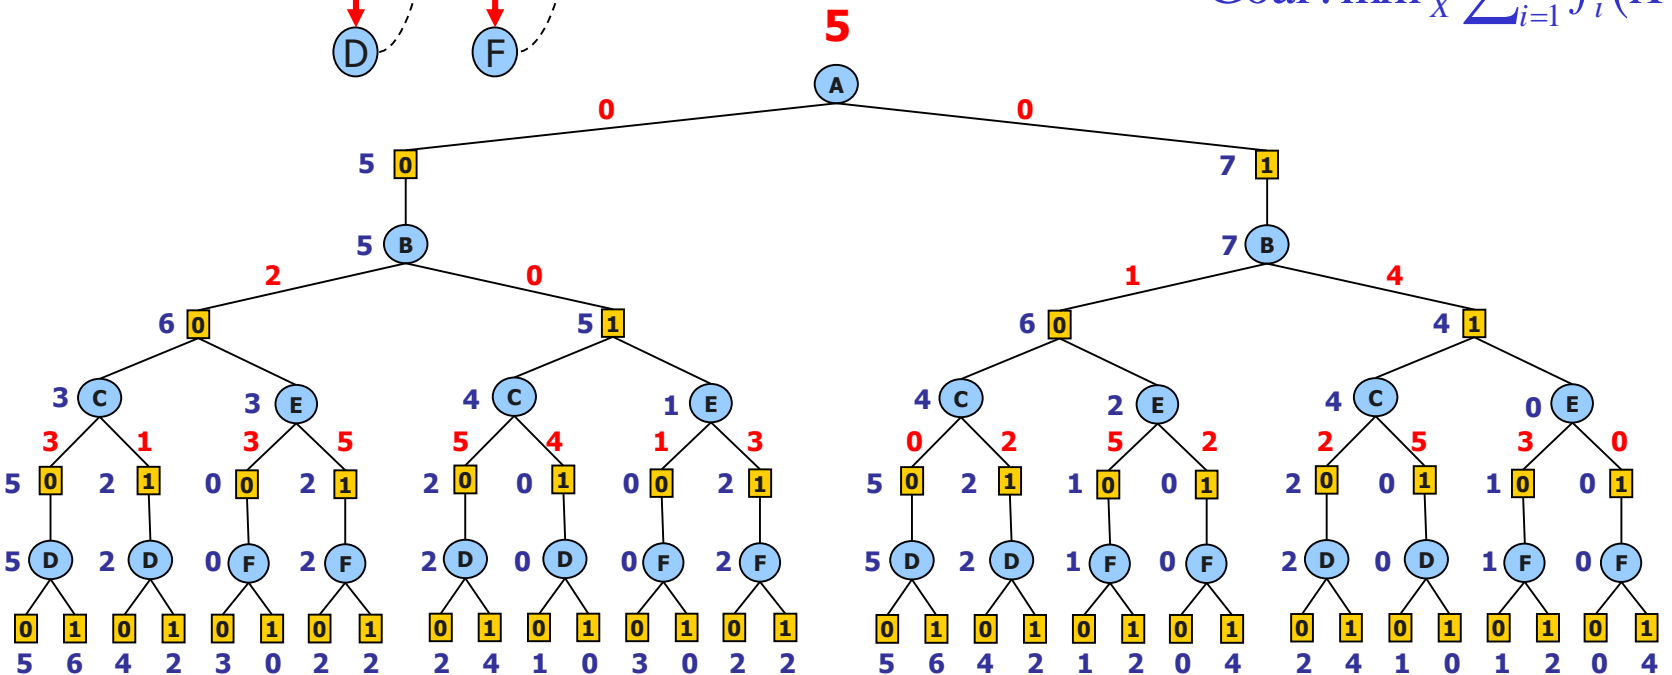 Goal : min X ∑ i=1 f i (
D F 5
A
0 0
5 0 7 1
5 B 7 B
2 0 1 4
6 0 5 1 6 0 4 1
3 C 3 E 4 C 1 E 4 C 2 E 4 C 0 E
3 1 3 5 5 4 1 3 0 2 5 2 2 5 3 0
5 0 2 1 0 0 2 1 2 0 0 1 0 0 2 1 5 0 2 1 1 0 0 1 2 0 0 1 1 0 0 1
5 D 2 D 0 F 2 F 2 D 0 D 0 F 2 F 5 D 2 D 1 F 0 F 2 D 0 D 1 F 0 F
0 1 0 1 0 1 0 1 0 1 0 1 0 1 0 1 0 1 0 1 0 1 0 1 0 1 0 1 0 1 0 1
5 6 4 2 3 0 2 2 2 4 1 0 3 0 2 2 5 6 4 2 1 2 0 4 2 4 1 0 1 2 0 4